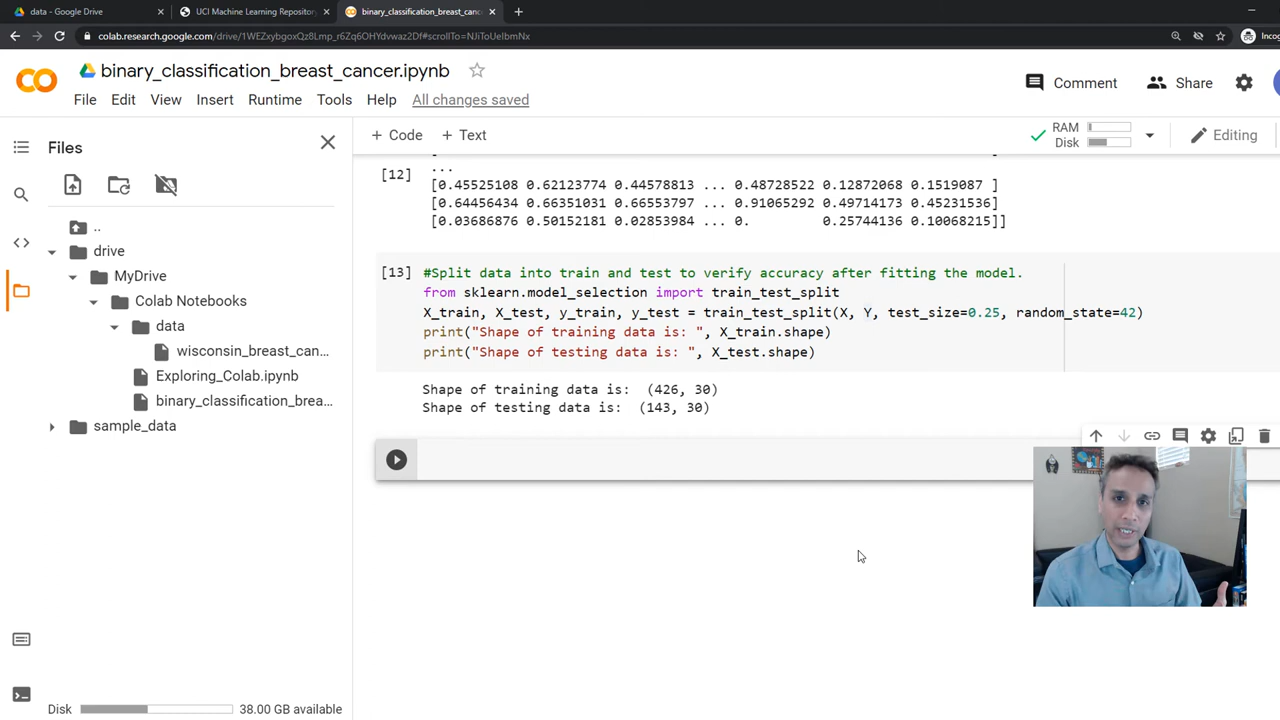 data - Google Drive
UCI Machine Learning Repository
binary_classification_breast_canc
colab.research.google.com/drive/1WEZxybgoxQz8Lmp_r6Zq6OHYdvwaz2Df#scrollTo=NJiToUeIbmNx
Incog
binary_classification_breast_cancer.ipynb
File Edit View Insert Runtime Tools Help All changes saved
Comment
Share
Files
+ Code + Text
RAM
Disk
Editing
..
drive
MyDrive
Colab Notebooks
data
wisconsin_breast_can...
Exploring_Colab.ipynb
binary_classification_brea...
sample_data
Disk 38.00 GB available
...
[12]
[0.45525108 0.62123774 0.44578813 ... 0.48728522 0.12872068 0.1519087 ]
[0.64456434 0.66351031 0.66553797 ... 0.91065292 0.49714173 0.45231536]
[0.03686876 0.50152181 0.02853984 ... 0. 0.25744136 0.10068215]]
[13] #Split data into train and test to verify accuracy after fitting the model.
from sklearn.model_selection import train_test_split
X_train, X_test, y_train, y_test = train_test_split(X, Y, test_size=0.25, random_state=42)
print("Shape of training data is: ", X_train.shape)
print("Shape of testing data is: ", X_test.shape)
Shape of training data is: (426, 30)
Shape of testing data is: (143, 30)